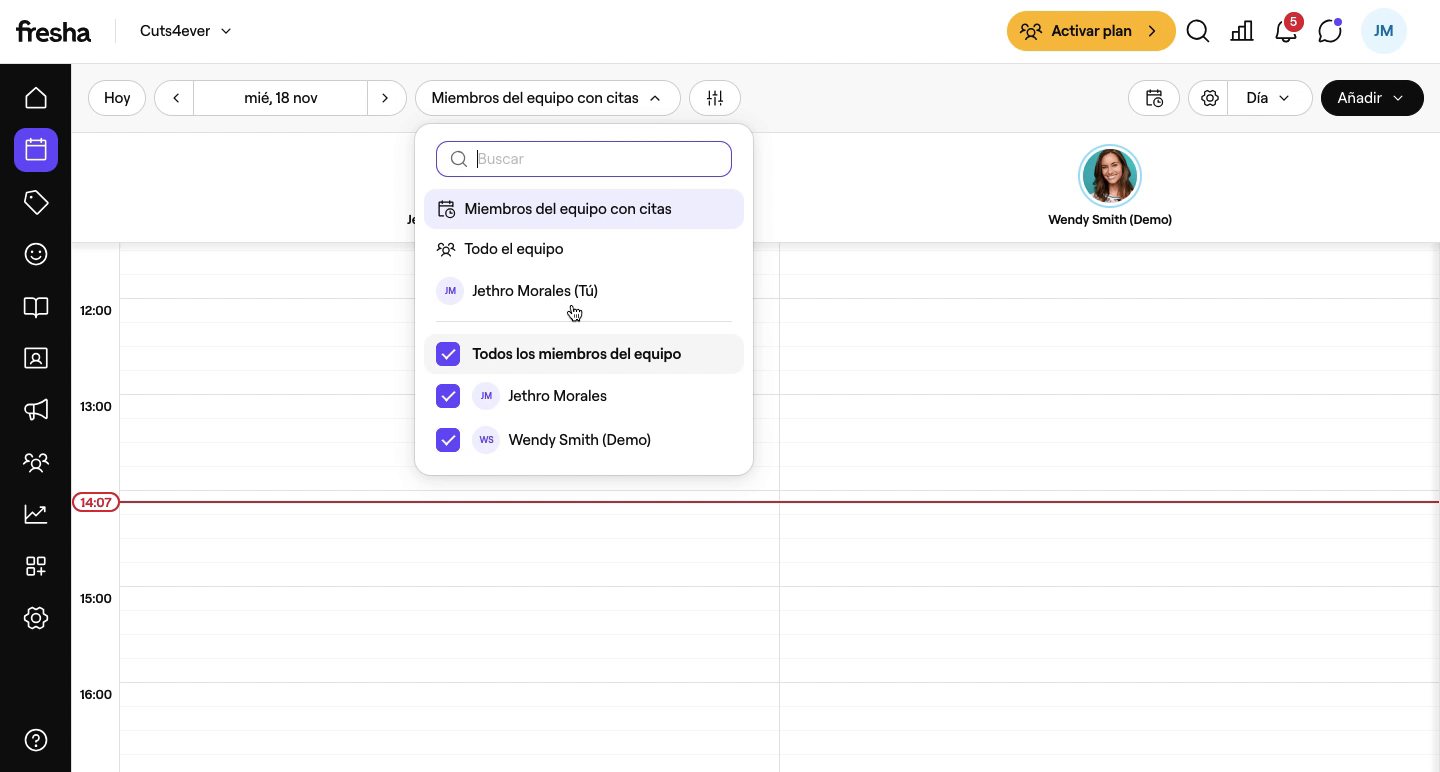 fresha
Cuts4ever
Activar plan
5
JM
Hoy
mié, 18 nov
Miembros del equipo con citas
Día
Añadir
Buscar
Miembros del equipo con citas
Todo el equipo
JM Jethro Morales (Tú)
Todos los miembros del equipo
JM Jethro Morales
WS Wendy Smith (Demo)
Wendy Smith (Demo)
12:00
13:00
14:07
15:00
16:00